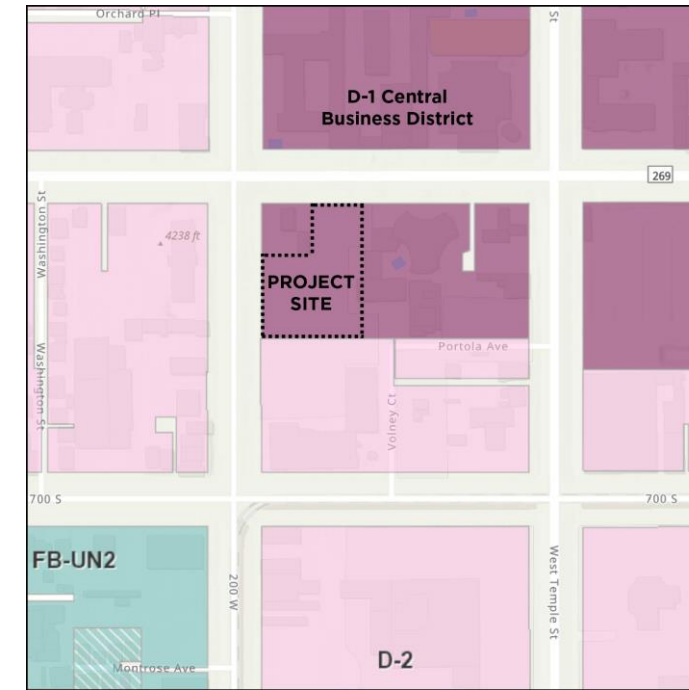 Orchard Pl
St
D-1 Central
Business District
269
Washington St
4238 ft
PROJECT
SITE
Washington St
Portola Ave
Volney Ct
700 S
700 S
FB-UN2
200 W
West Temple St
D-2
Montrose Ave